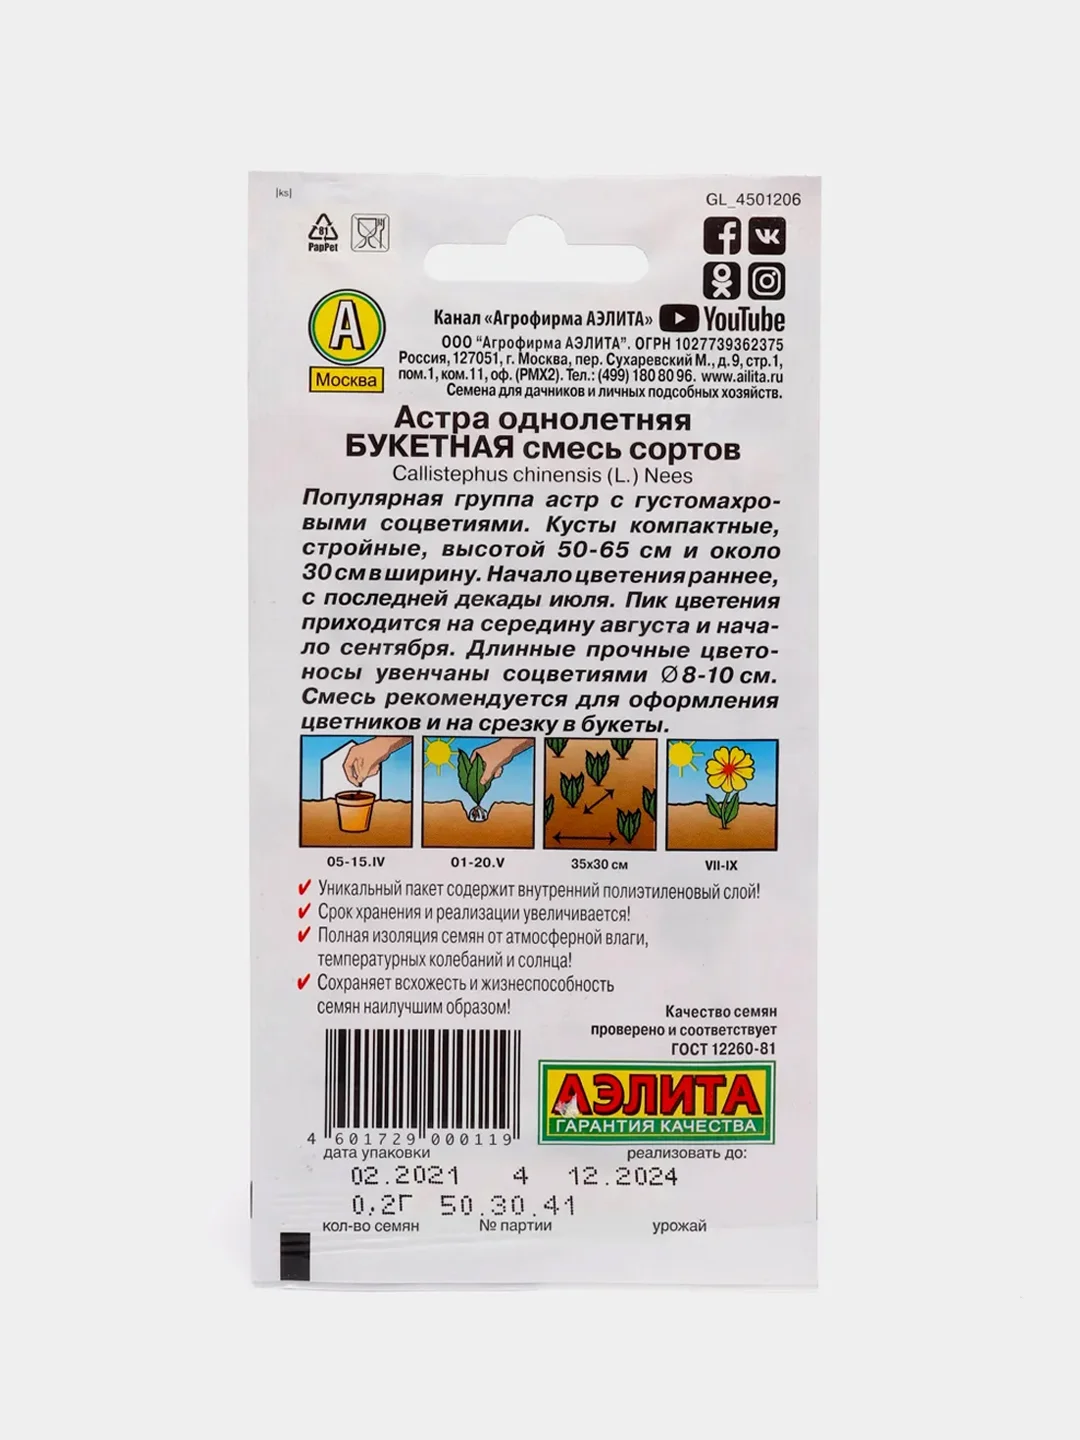 |ks|
GL_4501206
81
PapPet
Канал «Агрофирма АЭЛИТА» YouTube
ООО "Агрофирма АЭЛИТА". ОГРН 1027739362375
Россия, 127051, г. Москва, пер. Сухаревский М., д.9, стр.1,
пом.1, ком.11, оф. (РМХ2). Тел.: (499) 180 80 96. www.ailita.ru
Семена для дачников и личных подсобных хозяйств.
А
Москва
Астра однолетняя
БУКЕТНАЯ смесь сортов
Callistephus chinensis (L.) Nees
Популярная группа астр с густомахро-
выми соцветиями. Кусты компактные,
стройные, высотой 50-65 см и около
30 см в ширину. Начало цветения раннее,
с последней декады июля. Пик цветения
приходится на середину августа и нача-
ло сентября. Длинные прочные цвето-
носы увенчаны соцветиями Ø 8-10 см.
Смесь рекомендуется для оформления
цветников и на срезку в букеты.
05-15.IV 01-20.V 35x30 см VII-IX
Уникальный пакет содержит внутренний полиэтиленовый слой!
Срок хранения и реализации увеличивается!
Полная изоляция семян от атмосферной влаги,
температурных колебаний и солнца!
Сохраняет всхожесть и жизнеспособность
семян наилучшим образом!
Качество семян
проверено и соответствует
ГОСТ 12260-81
АЭЛИТА
ГАРАНТИЯ КАЧЕСТВА
4 601729 000119
дата упаковки реализовать до:
02.2021 4 12.2024
0,2Г 50.30.41
кол-во семян № партии урожай